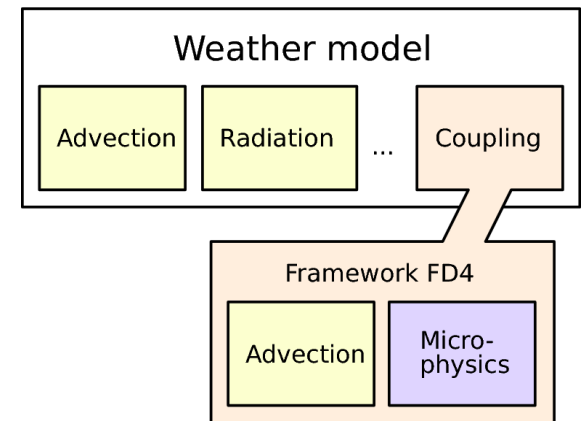 Weather model
Advection
Radiation
...
Coupling
Framework FD4
Advection
Micro-
physics